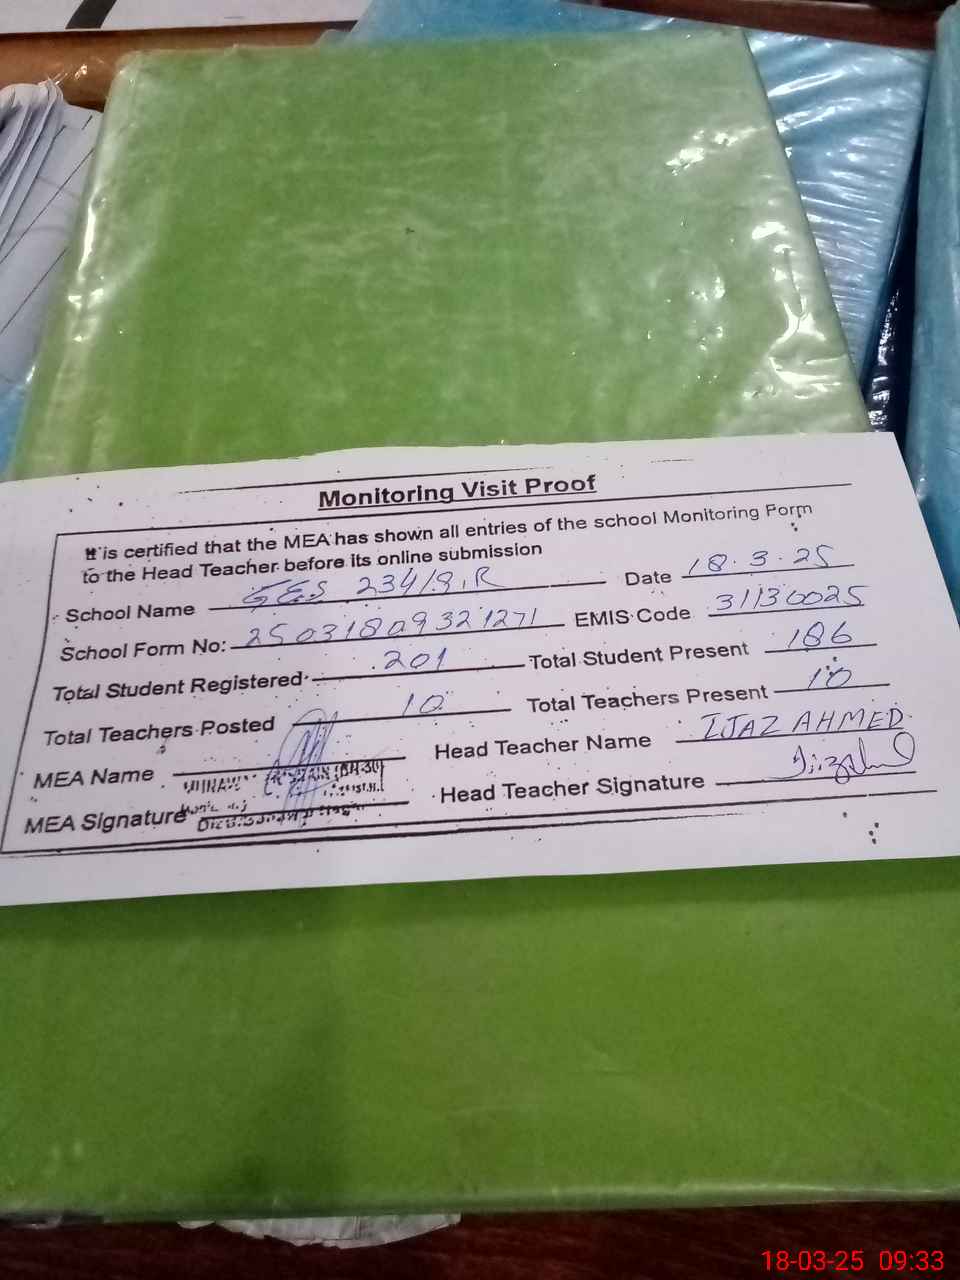 Monitoring Visit Proof
It is certified that the MEA has shown all entries of the school Monitoring Form
to the Head Teacher before its online submission
School Name GES 234/9.R Date 18.3.25
School Form No: 25031809321271 EMIS Code 31130025
Total Student Registered 201 Total Student Present 186
Total Teachers Posted 10 Total Teachers Present 10
MEA Name Head Teacher Name IJAZ AHMED
MEA Signature Head Teacher Signature
18-03-25 09:33